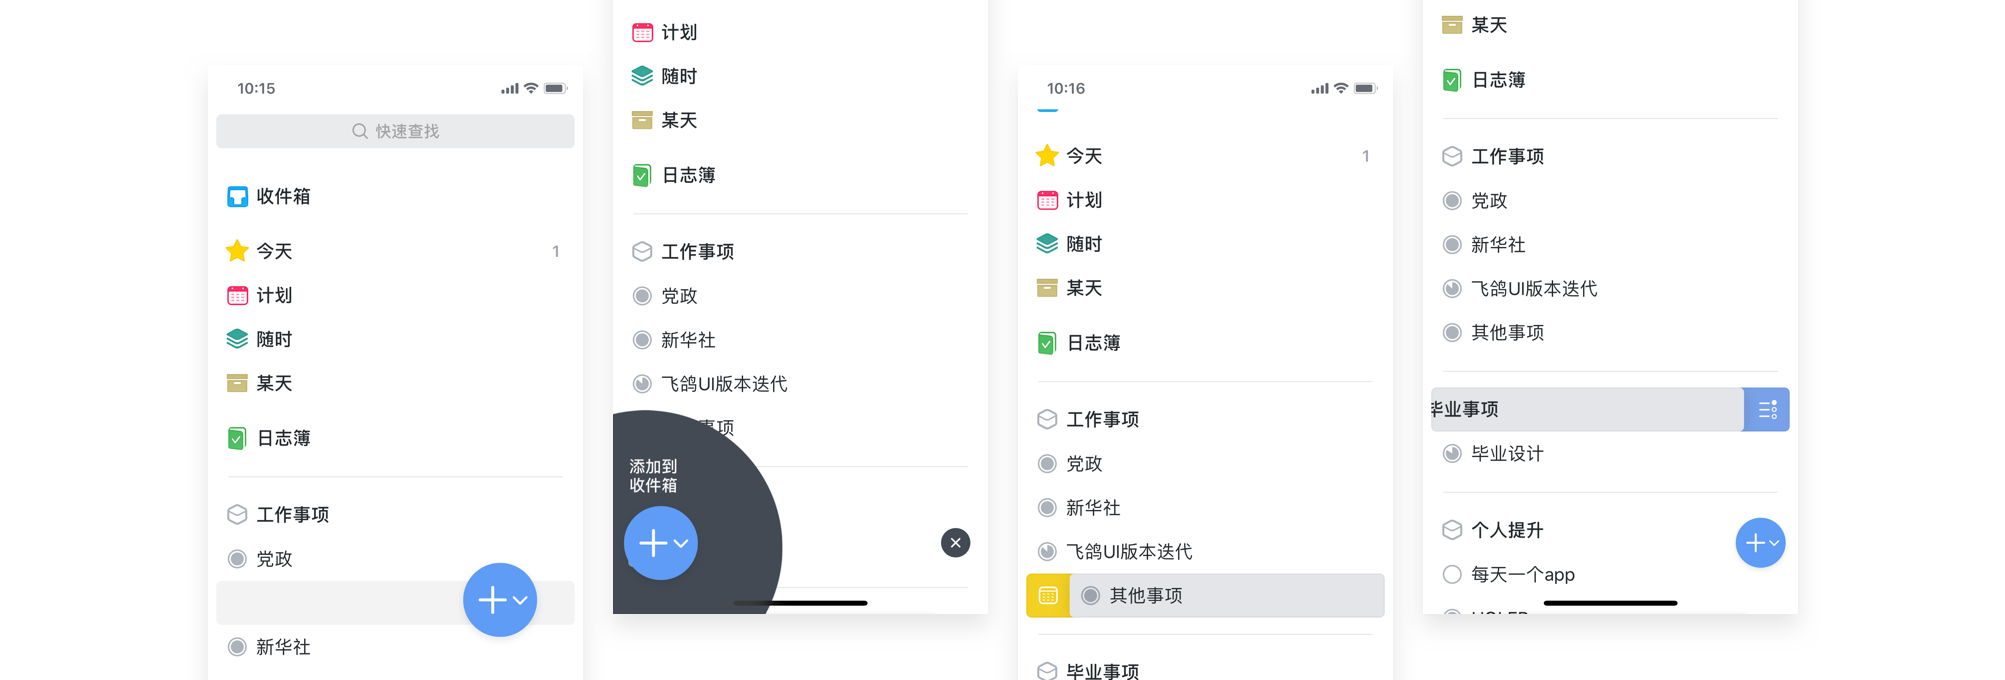 10:15
快速查找
收件箱
今天 1
计划
随时
某天
日志簿
工作事项
党政
新华社
计划
随时
某天
日志簿
工作事项
党政
新华社
飞鸽UI版本迭代
事项
添加到
收件箱
10:16
今天 1
计划
随时
某天
日志簿
工作事项
党政
新华社
飞鸽UI版本迭代
其他事项
毕业事项
某天
日志簿
工作事项
党政
新华社
飞鸽UI版本迭代
其他事项
毕业事项
毕业设计
个人提升
每天一个app